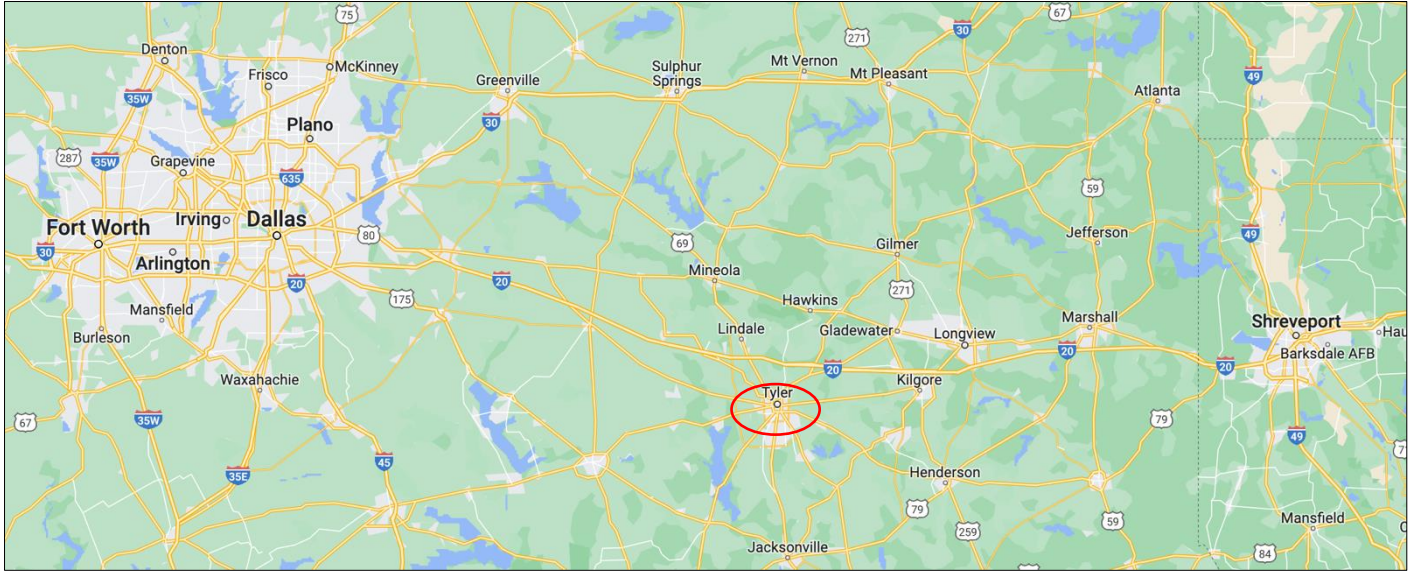 75
67
Denton
McKinney
271
30
Frisco
Greenville
Sulphur
Springs
Mt Vernon
Mt Pleasant
49
Atlanta
35W
30
Plano
287
35W
Grapevine
635
59
Fort Worth
Irving
Dallas
80
69
Gilmer
Jefferson
49
30
Arlington
Mineola
20
20
175
271
Mansfield
Hawkins
Burleson
Lindale
Gladewater
Longview
Marshall
Shreveport
Hau
20
Barksdale AFB
20
20
Waxahachie
Tyler
Kilgore
67
35W
79
49
7
45
35E
Henderson
79
259
59
Mansfield
C
Jacksonville
84